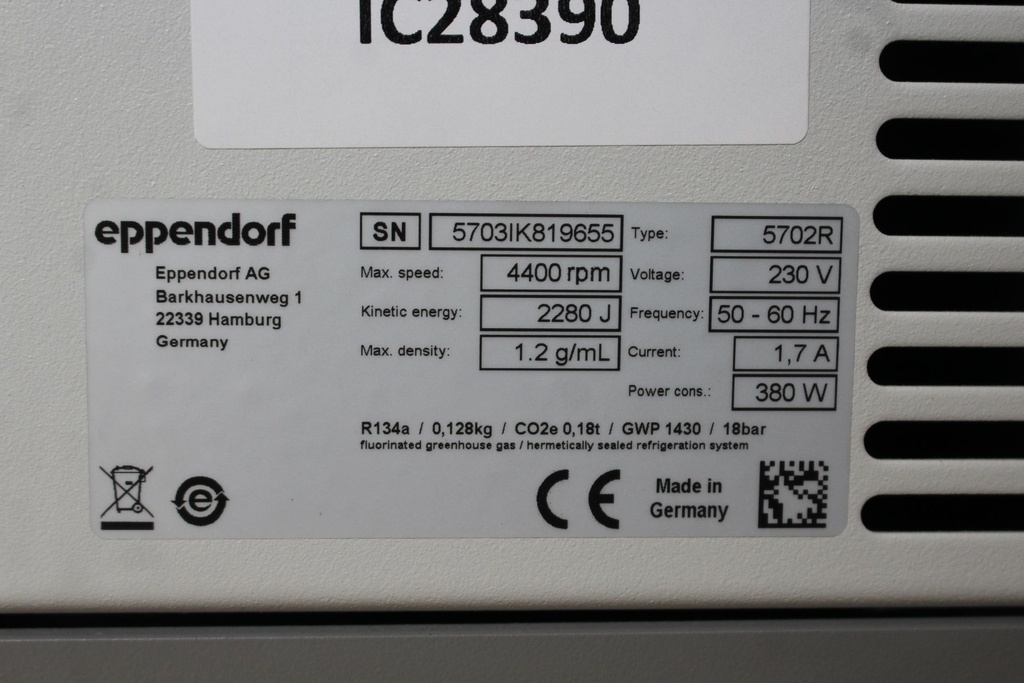 IC28390
eppendorf
Eppendorf AG
Barkhausenweg 1
22339 Hamburg
Germany
SN 5703IK819655 Type: 5702R
Max. speed: 4400 rpm Voltage: 230 V
Kinetic energy: 2280 J Frequency: 50 - 60 Hz
Max. density: 1.2 g/mL Current: 1,7 A
Power cons.: 380 W
R134a / 0,128kg / CO2e 0,18t / GWP 1430 / 18bar
fluorinated greenhouse gas / hermetically sealed refrigeration system
e
CE
Made in
Germany